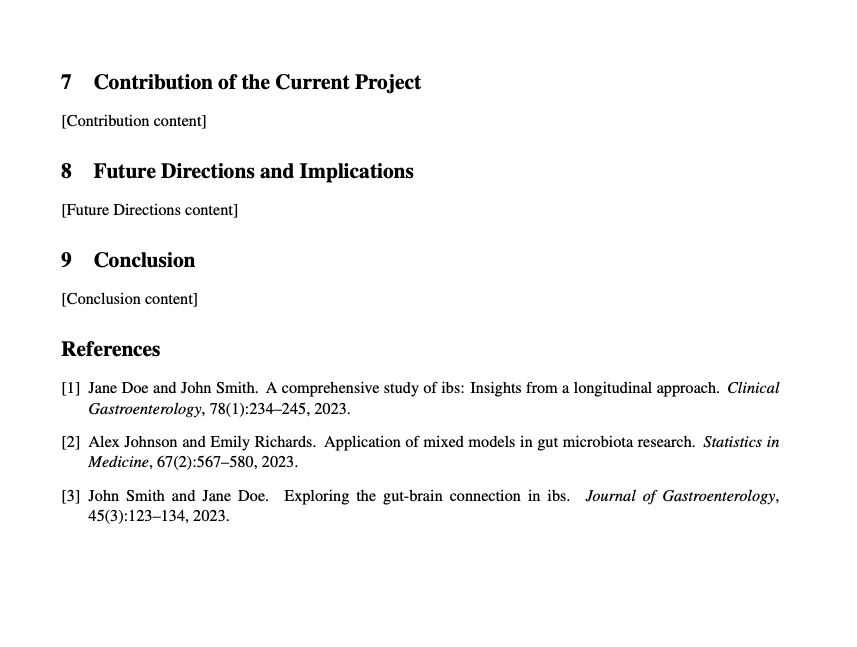 7 Contribution of the Current Project
[Contribution content]
8 Future Directions and Implications
[Future Directions content]
9 Conclusion
[Conclusion content]
References
[1] Jane Doe and John Smith. A comprehensive study of ibs: Insights from a longitudinal approach. Clinical
Gastroenterology, 78(1):234–245, 2023.
[2] Alex Johnson and Emily Richards. Application of mixed models in gut microbiota research. Statistics in
Medicine, 67(2):567–580, 2023.
[3] John Smith and Jane Doe. Exploring the gut-brain connection in ibs. Journal of Gastroenterology,
45(3):123–134, 2023.